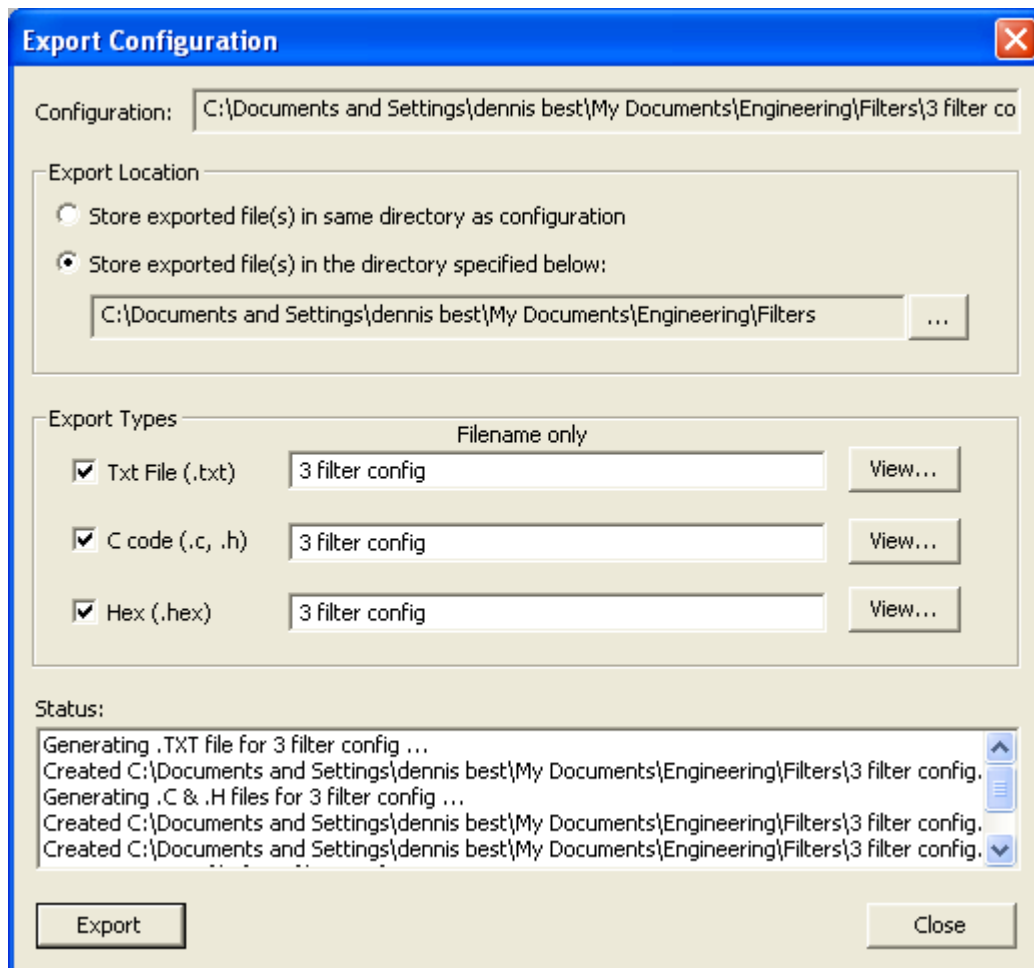 Export Configuration
Configuration: C:\Documents and Settings\dennis best\My Documents\Engineering\Filters\3 filter co
Export Location
Store exported file(s) in same directory as configuration
Store exported file(s) in the directory specified below:
C:\Documents and Settings\dennis best\My Documents\Engineering\Filters ...
Export Types
Filename only
Txt File (.txt) 3 filter config View...
C code (.c, .h) 3 filter config View...
Hex (.hex) 3 filter config View...
Status:
Generating .TXT file for 3 filter config ...
Created C:\Documents and Settings\dennis best\My Documents\Engineering\Filters\3 filter config.
Generating .C & .H files for 3 filter config ...
Created C:\Documents and Settings\dennis best\My Documents\Engineering\Filters\3 filter config.
Created C:\Documents and Settings\dennis best\My Documents\Engineering\Filters\3 filter config.
Export Close